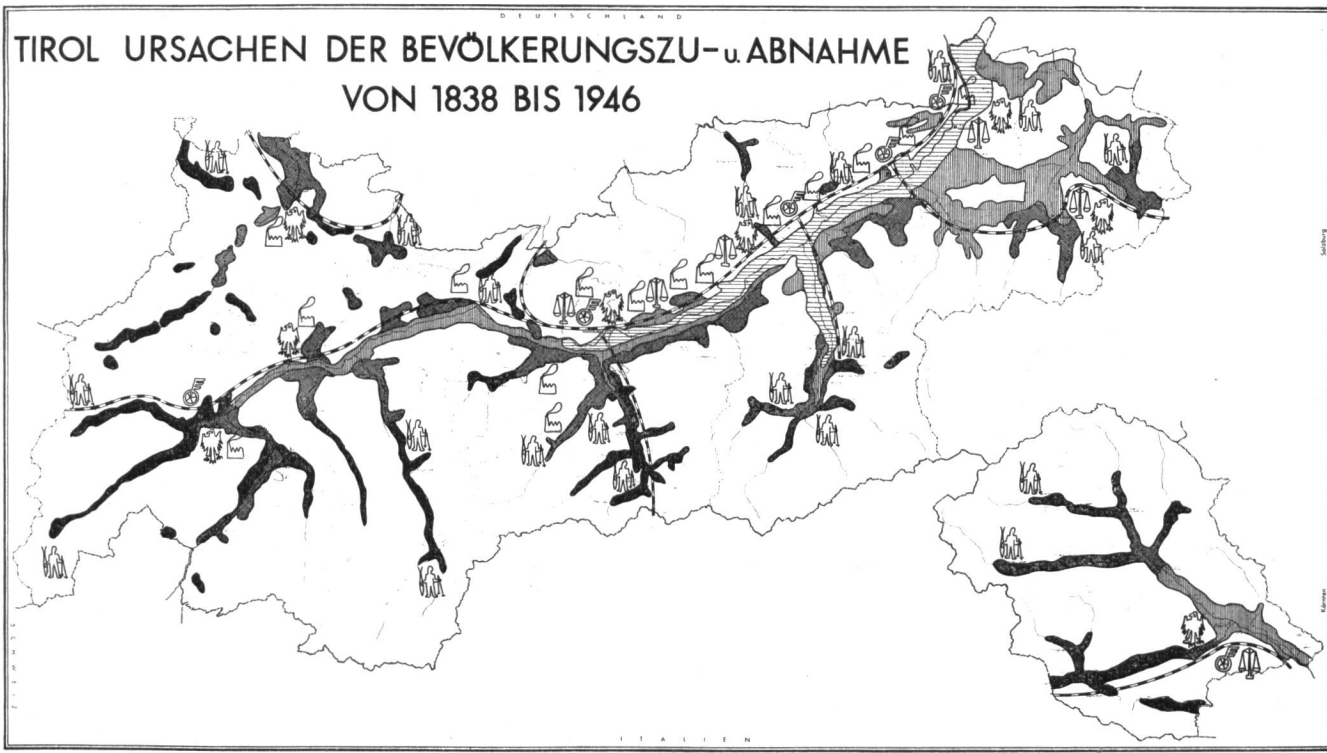 DEUTSCHLAND
TIROL URSACHEN DER BEVÖLKERUNGSZU- u. ABNAHME
VON 1838 BIS 1946
Salzburg
Kärnten
SCHWEIZ
ITALIEN